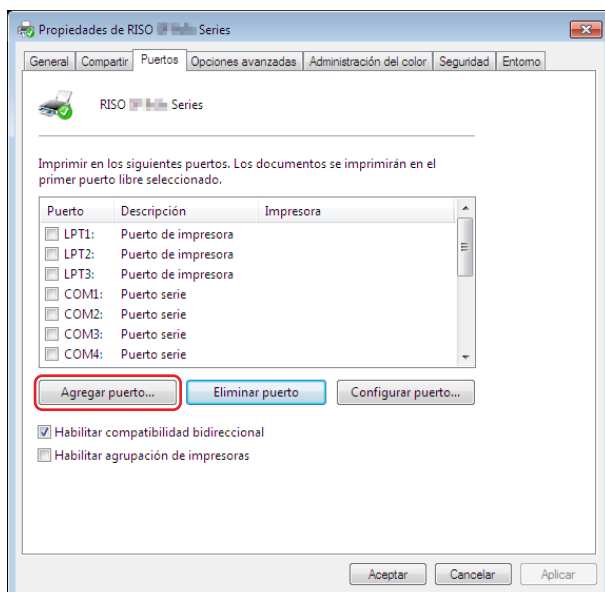 Propiedades de RISO Series
General Compartir Puertos Opciones avanzadas Administración del color Seguridad Entorno
RISO Series
Imprimir en los siguientes puertos. Los documentos se imprimirán en el
primer puerto libre seleccionado.
Puerto Descripción Impresora
LPT1: Puerto de impresora
LPT2: Puerto de impresora
LPT3: Puerto de impresora
COM1: Puerto serie
COM2: Puerto serie
COM3: Puerto serie
COM4: Puerto serie
Agregar puerto... Eliminar puerto Configurar puerto...
Habilitar compatibilidad bidireccional
Habilitar agrupación de impresoras
Aceptar Cancelar Aplicar